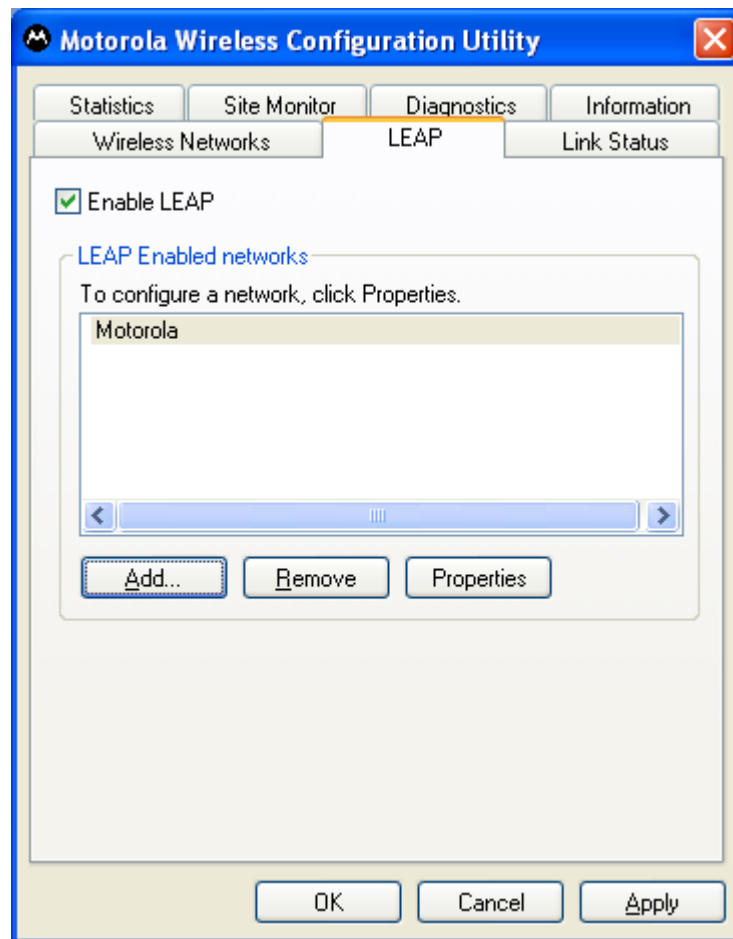 Motorola Wireless Configuration Utility
Statistics Site Monitor Diagnostics Information
Wireless Networks LEAP Link Status
Enable LEAP
LEAP Enabled networks
To configure a network, click Properties.
Motorola
Add... Remove Properties
OK Cancel Apply